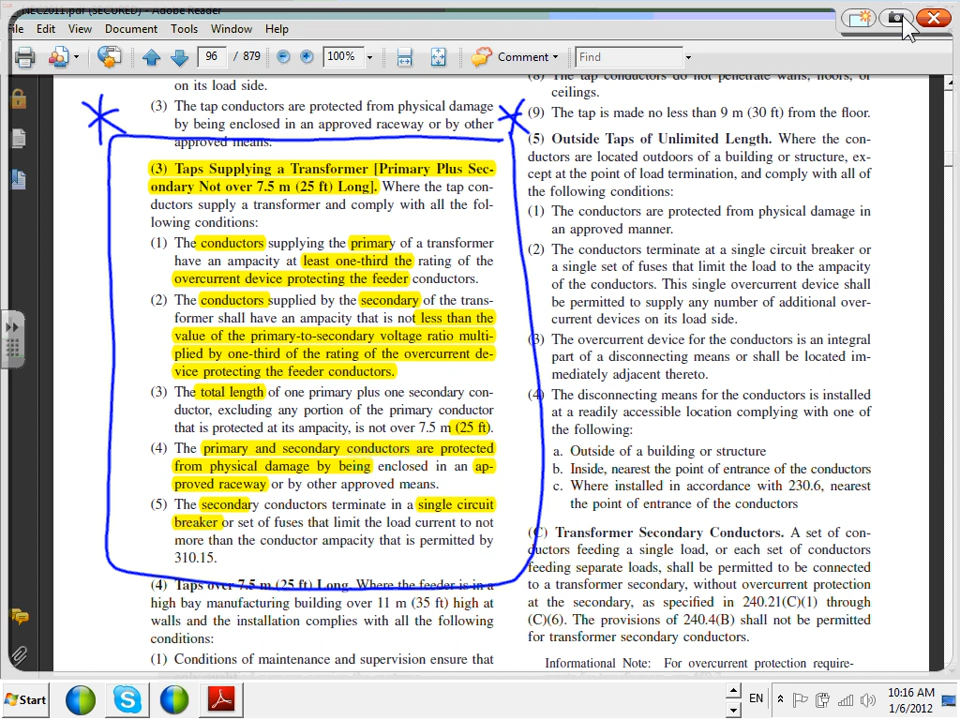 NEC2011.pdf (SECURED) - Adobe Reader
File Edit View Document Tools Window Help
96 / 879 100% Comment Find
on its load side.
(3) The tap conductors are protected from physical damage
by being enclosed in an approved raceway or by other
approved means.
(3) Taps Supplying a Transformer [Primary Plus Sec-
ondary Not over 7.5 m (25 ft) Long]. Where the tap con-
ductors supply a transformer and comply with all the fol-
lowing conditions:
(1) The conductors supplying the primary of a transformer
have an ampacity at least one-third the rating of the
overcurrent device protecting the feeder conductors.
(2) The conductors supplied by the secondary of the trans-
former shall have an ampacity that is not less than the
value of the primary-to-secondary voltage ratio multi-
plied by one-third of the rating of the overcurrent de-
vice protecting the feeder conductors.
(3) The total length of one primary plus one secondary con-
ductor, excluding any portion of the primary conductor
that is protected at its ampacity, is not over 7.5 m (25 ft).
(4) The primary and secondary conductors are protected
from physical damage by being enclosed in an ap-
proved raceway or by other approved means.
(5) The secondary conductors terminate in a single circuit
breaker or set of fuses that limit the load current to not
more than the conductor ampacity that is permitted by
310.15.
(4) Taps over 7.5 m (25 ft) Long. Where the feeder is in a
high bay manufacturing building over 11 m (35 ft) high at
walls and the installation complies with all the following
conditions:
(1) Conditions of maintenance and supervision ensure that
(8) The tap conductors do not penetrate walls, floors, or
ceilings.
(9) The tap is made no less than 9 m (30 ft) from the floor.
(5) Outside Taps of Unlimited Length. Where the con-
ductors are located outdoors of a building or structure, ex-
cept at the point of load termination, and comply with all of
the following conditions:
(1) The conductors are protected from physical damage in
an approved manner.
(2) The conductors terminate at a single circuit breaker or
a single set of fuses that limit the load to the ampacity
of the conductors. This single overcurrent device shall
be permitted to supply any number of additional over-
current devices on its load side.
(3) The overcurrent device for the conductors is an integral
part of a disconnecting means or shall be located im-
mediately adjacent thereto.
(4) The disconnecting means for the conductors is installed
at a readily accessible location complying with one of
the following:
a. Outside of a building or structure
b. Inside, nearest the point of entrance of the conductors
c. Where installed in accordance with 230.6, nearest
the point of entrance of the conductors
(C) Transformer Secondary Conductors. A set of con-
ductors feeding a single load, or each set of conductors
feeding separate loads, shall be permitted to be connected
to a transformer secondary, without overcurrent protection
at the secondary, as specified in 240.21(C)(1) through
(C)(6). The provisions of 240.4(B) shall not be permitted
for transformer secondary conductors.
Informational Note: For overcurrent protection require-
Start EN 10:16 AM
1/6/2012